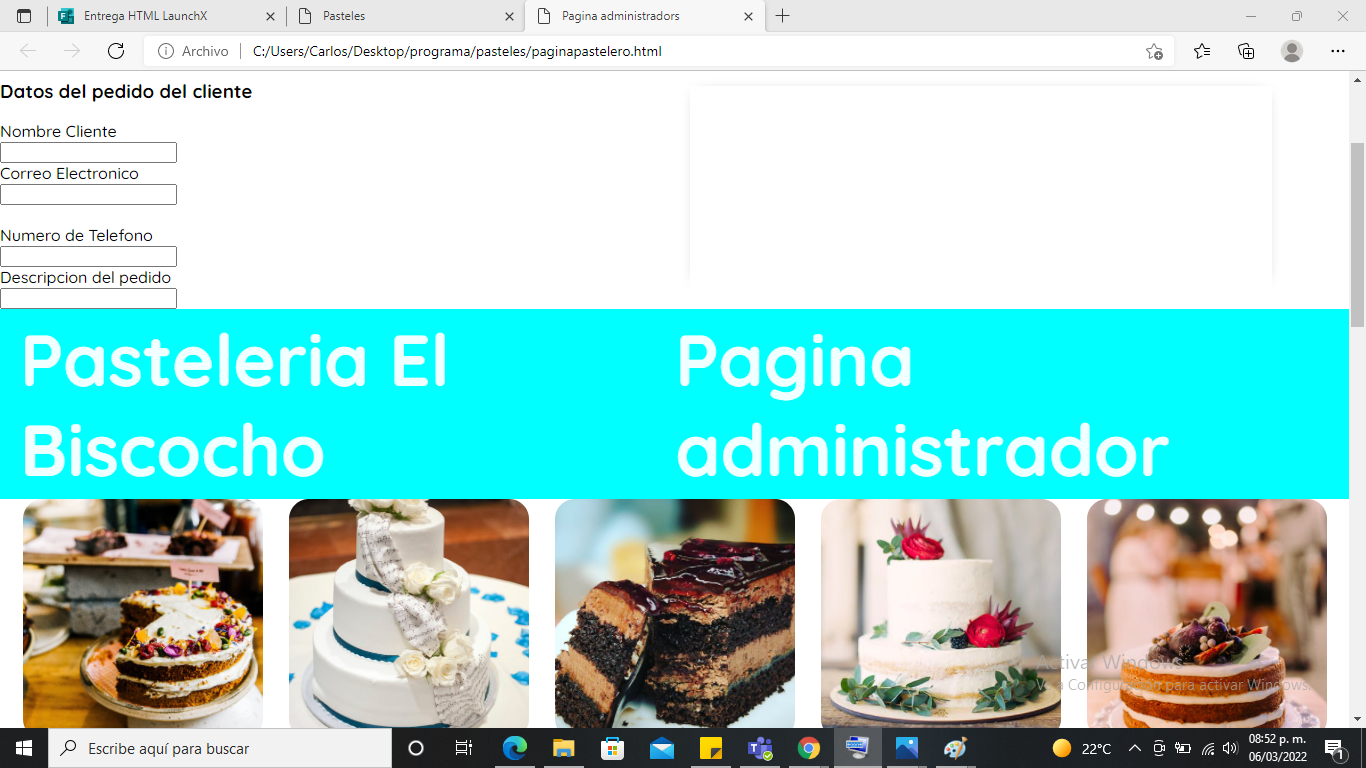 Entrega HTML LaunchX
Pasteles
Pagina administradors
Archivo
C:/Users/Carlos/Desktop/programa/pasteles/paginapastelero.html
Datos del pedido del cliente
Nombre Cliente
Correo Electronico
Numero de Telefono
Descripcion del pedido
Pasteleria El
Biscocho
Pagina
administrador
Activar Windows
Ve a Configuración para activar Windows.
Escribe aquí para buscar
22°C
08:52 p. m.
06/03/2022
1